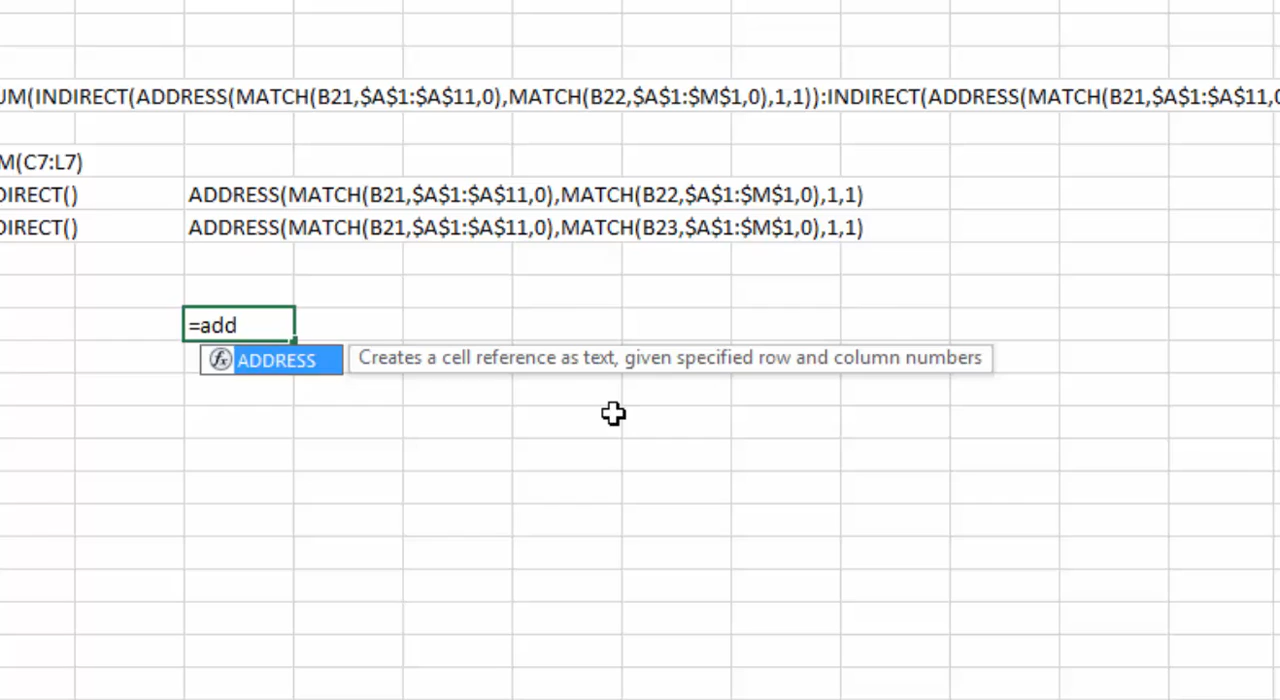 UM(INDIRECT(ADDRESS(MATCH(B21,$A$1:$A$11,0),MATCH(B22,$A$1:$M$1,0),1,1)):INDIRECT(ADDRESS(MATCH(B21,$A$1:$A$11,0
M(C7:L7)
DIRECT() ADDRESS(MATCH(B21,$A$1:$A$11,0),MATCH(B22,$A$1:$M$1,0),1,1)
DIRECT() ADDRESS(MATCH(B21,$A$1:$A$11,0),MATCH(B23,$A$1:$M$1,0),1,1)
=add
fx ADDRESS Creates a cell reference as text, given specified row and column numbers